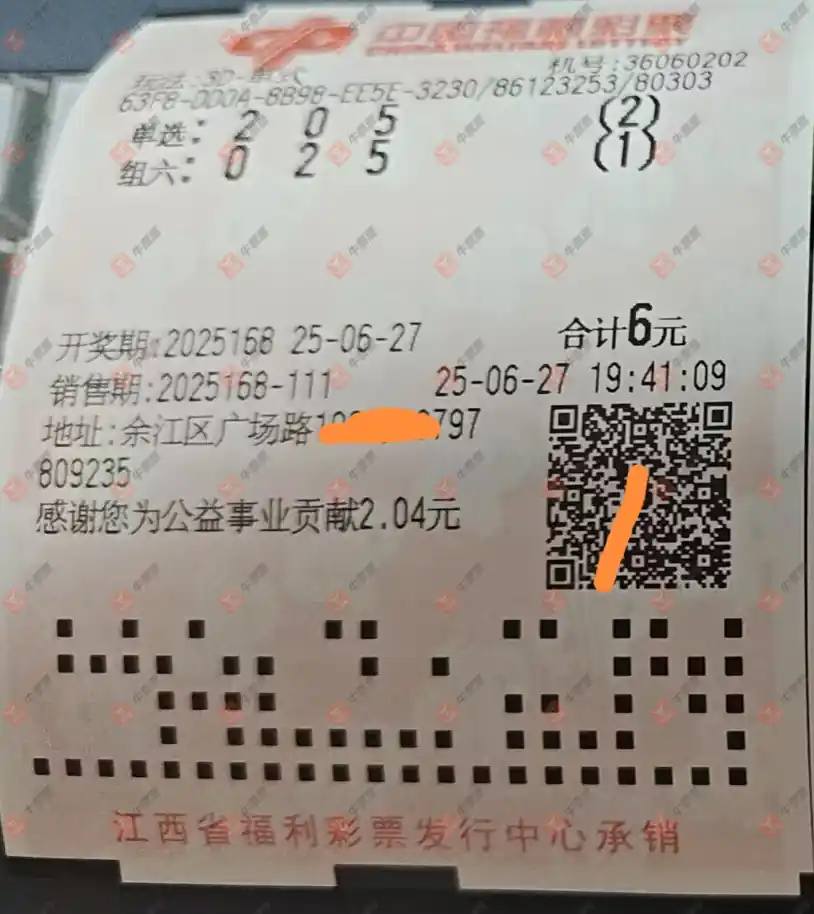 中国福利彩票
玩法:3D-单式
机号:36060202
63F8-0D0A-8B98-EE5E-3230/86123253/80303
单选: 2 0 5 (2)
组六: 0 2 5 (1)
开奖期:2025168 25-06-27 合计6元
销售期:2025168-111 25-06-27 19:41:09
地址:余江区广场路 797
809235
感谢您为公益事业贡献2.04元
江西省福利彩票发行中心承销